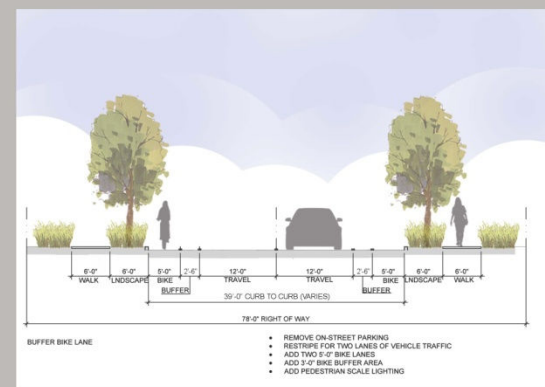 6'-0" 6'-0" 5'-0" 2'-6" 12'-0" 12'-0" 2'-6" 5'-0" 6'-0" 6'-0"
WALK LNDSCAPE BIKE TRAVEL TRAVEL BIKE LNDSCAPE WALK
BUFFER BUFFER
39'-0" CURB TO CURB (VARIES)
78'-0" RIGHT OF WAY
BUFFER BIKE LANE
• REMOVE ON-STREET PARKING
• RESTRIPE FOR TWO LANES OF VEHICLE TRAFFIC
• ADD TWO 5'-0" BIKE LANES
• ADD 3'-0" BIKE BUFFER AREA
• ADD PEDESTRIAN SCALE LIGHTING